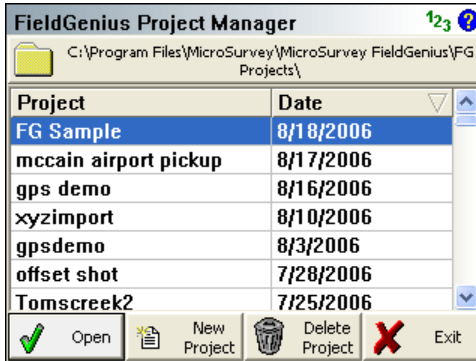 FieldGenius Project Manager 123 ?
C:\Program Files\MicroSurvey\MicroSurvey FieldGenius\FG
Projects\
Project Date
FG Sample 8/18/2006
mccain airport pickup 8/17/2006
gps demo 8/16/2006
xyzimport 8/10/2006
gpsdemo 8/3/2006
offset shot 7/28/2006
Tomscreek2 7/25/2006
Open New Project Delete Project Exit